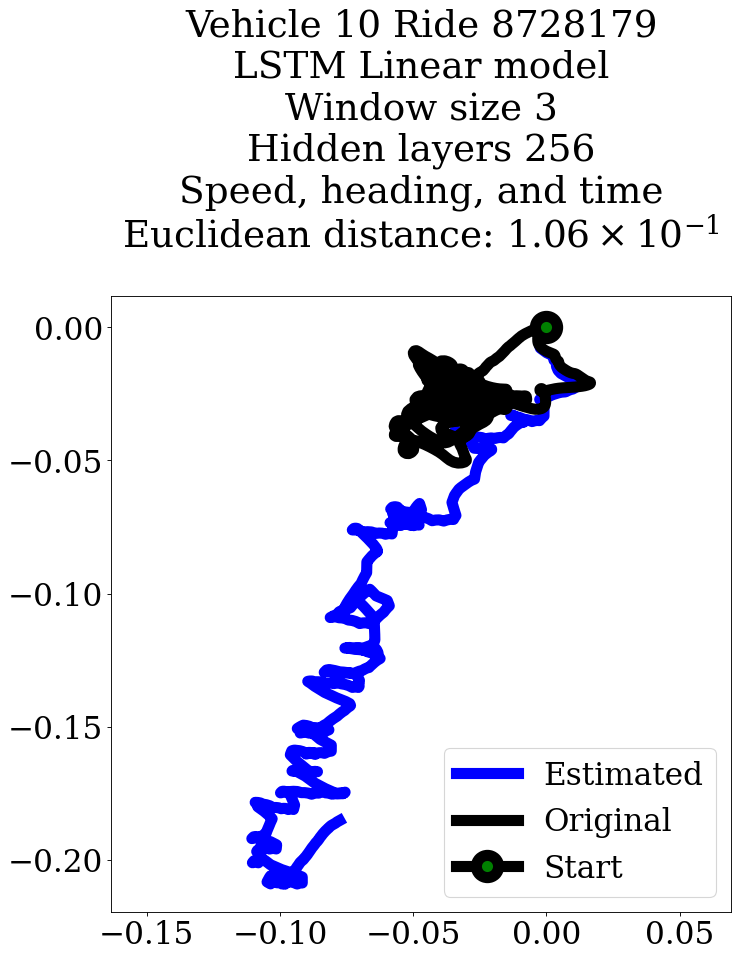 Vehicle 10 Ride 8728179
LSTM Linear model
Window size 3
Hidden layers 256
Speed, heading, and time
Euclidean distance: 1.06 × 10⁻¹
0.00
−0.05
−0.10
−0.15
−0.20
Estimated
Original
Start
−0.15 −0.10 −0.05 0.00 0.05